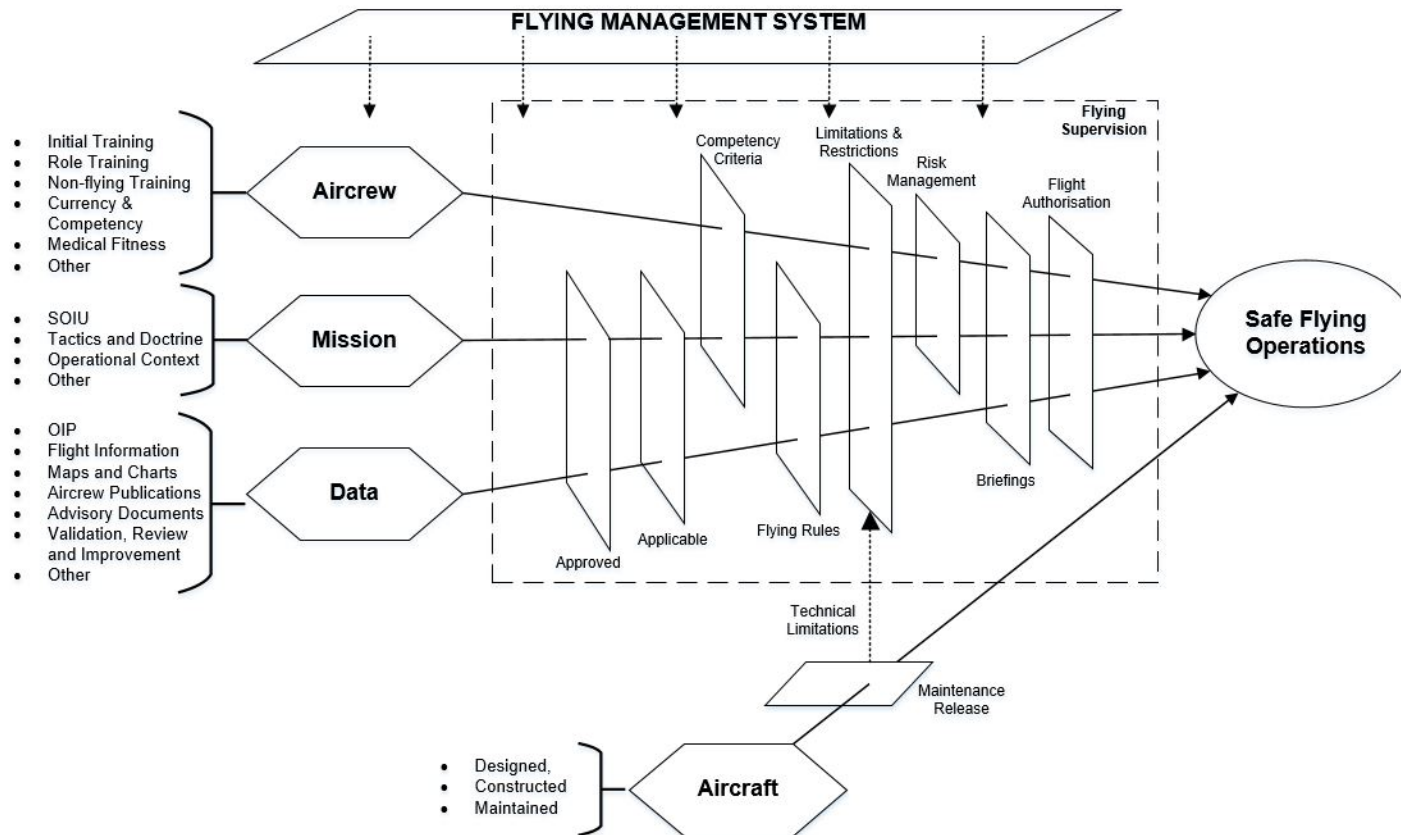 FLYING MANAGEMENT SYSTEM
Flying
Supervision
Competency
Criteria
Limitations &
Restrictions
Risk
Management
Flight
Authorisation
• Initial Training
• Role Training
• Non-flying Training
• Currency &
Competency
• Medical Fitness
• Other
Aircrew
• SOIU
• Tactics and Doctrine
• Operational Context
• Other
Mission
Safe Flying
Operations
• OIP
• Flight Information
• Maps and Charts
• Aircrew Publications
• Advisory Documents
• Validation, Review
and Improvement
• Other
Data
Approved
Applicable
Flying Rules
Briefings
Technical
Limitations
Maintenance
Release
• Designed,
• Constructed
• Maintained
Aircraft